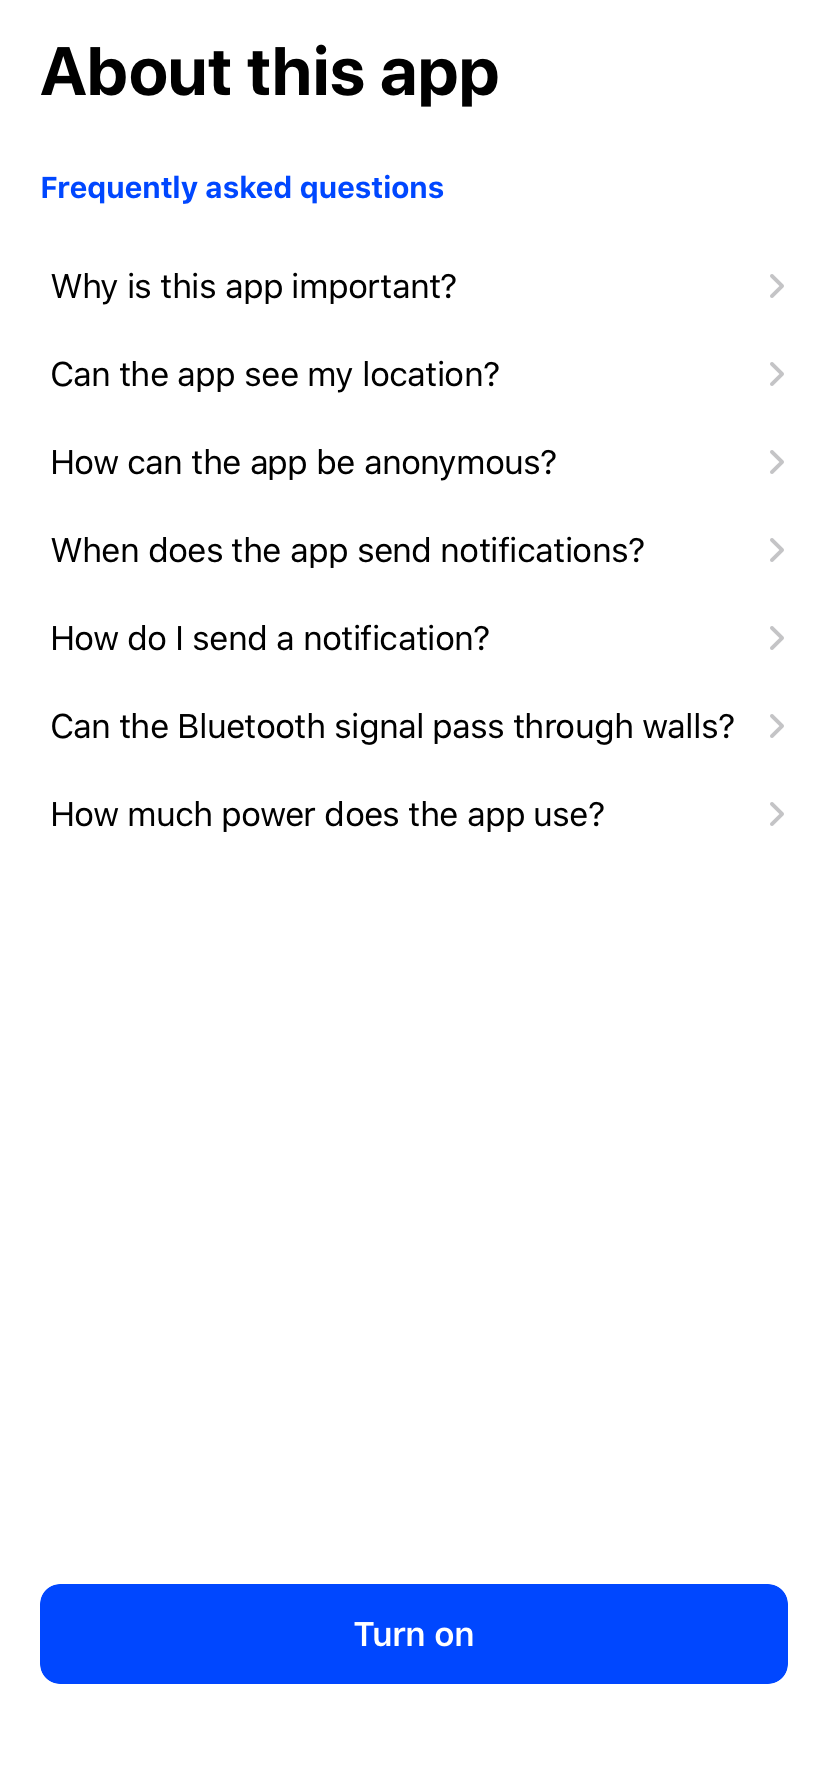 About this app
Frequently asked questions
Why is this app important?
Can the app see my location?
How can the app be anonymous?
When does the app send notifications?
How do I send a notification?
Can the Bluetooth signal pass through walls?
How much power does the app use?
Turn on